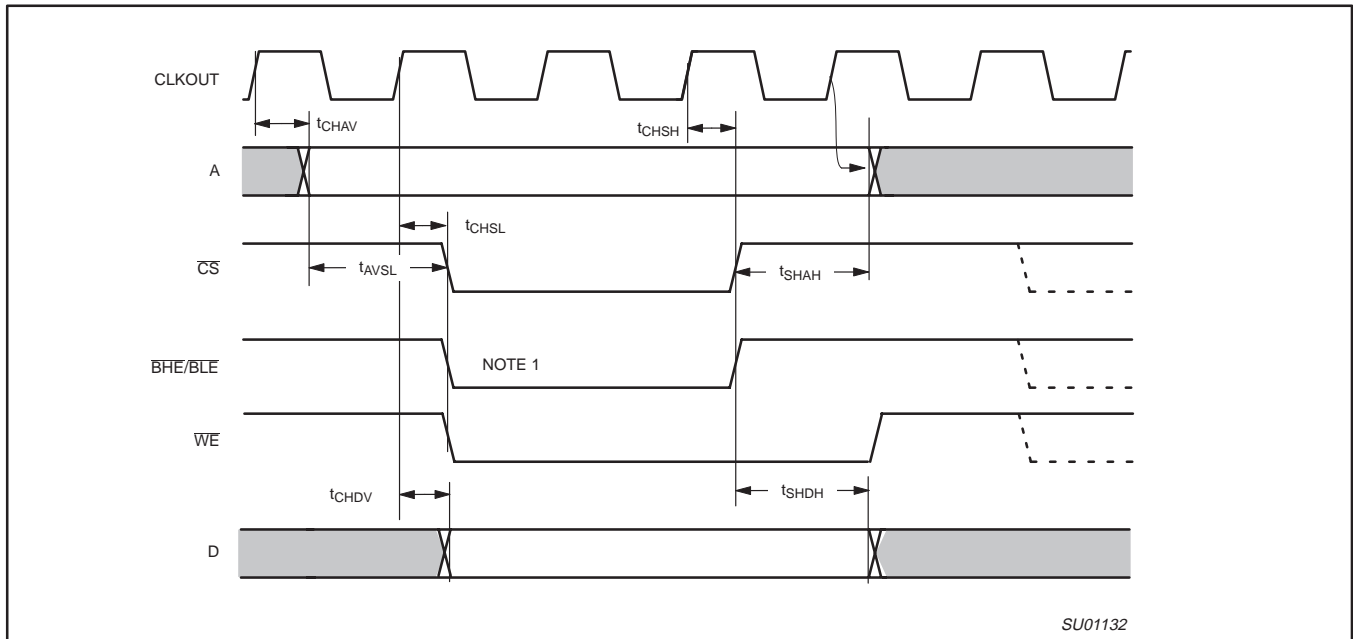 CLKOUT
tCHAV
tCHSH
A
tCHSL
CS
tAVSL
tSHAH
BHE/BLE
NOTE 1
WE
tCHDV
tSHDH
D
SU01132